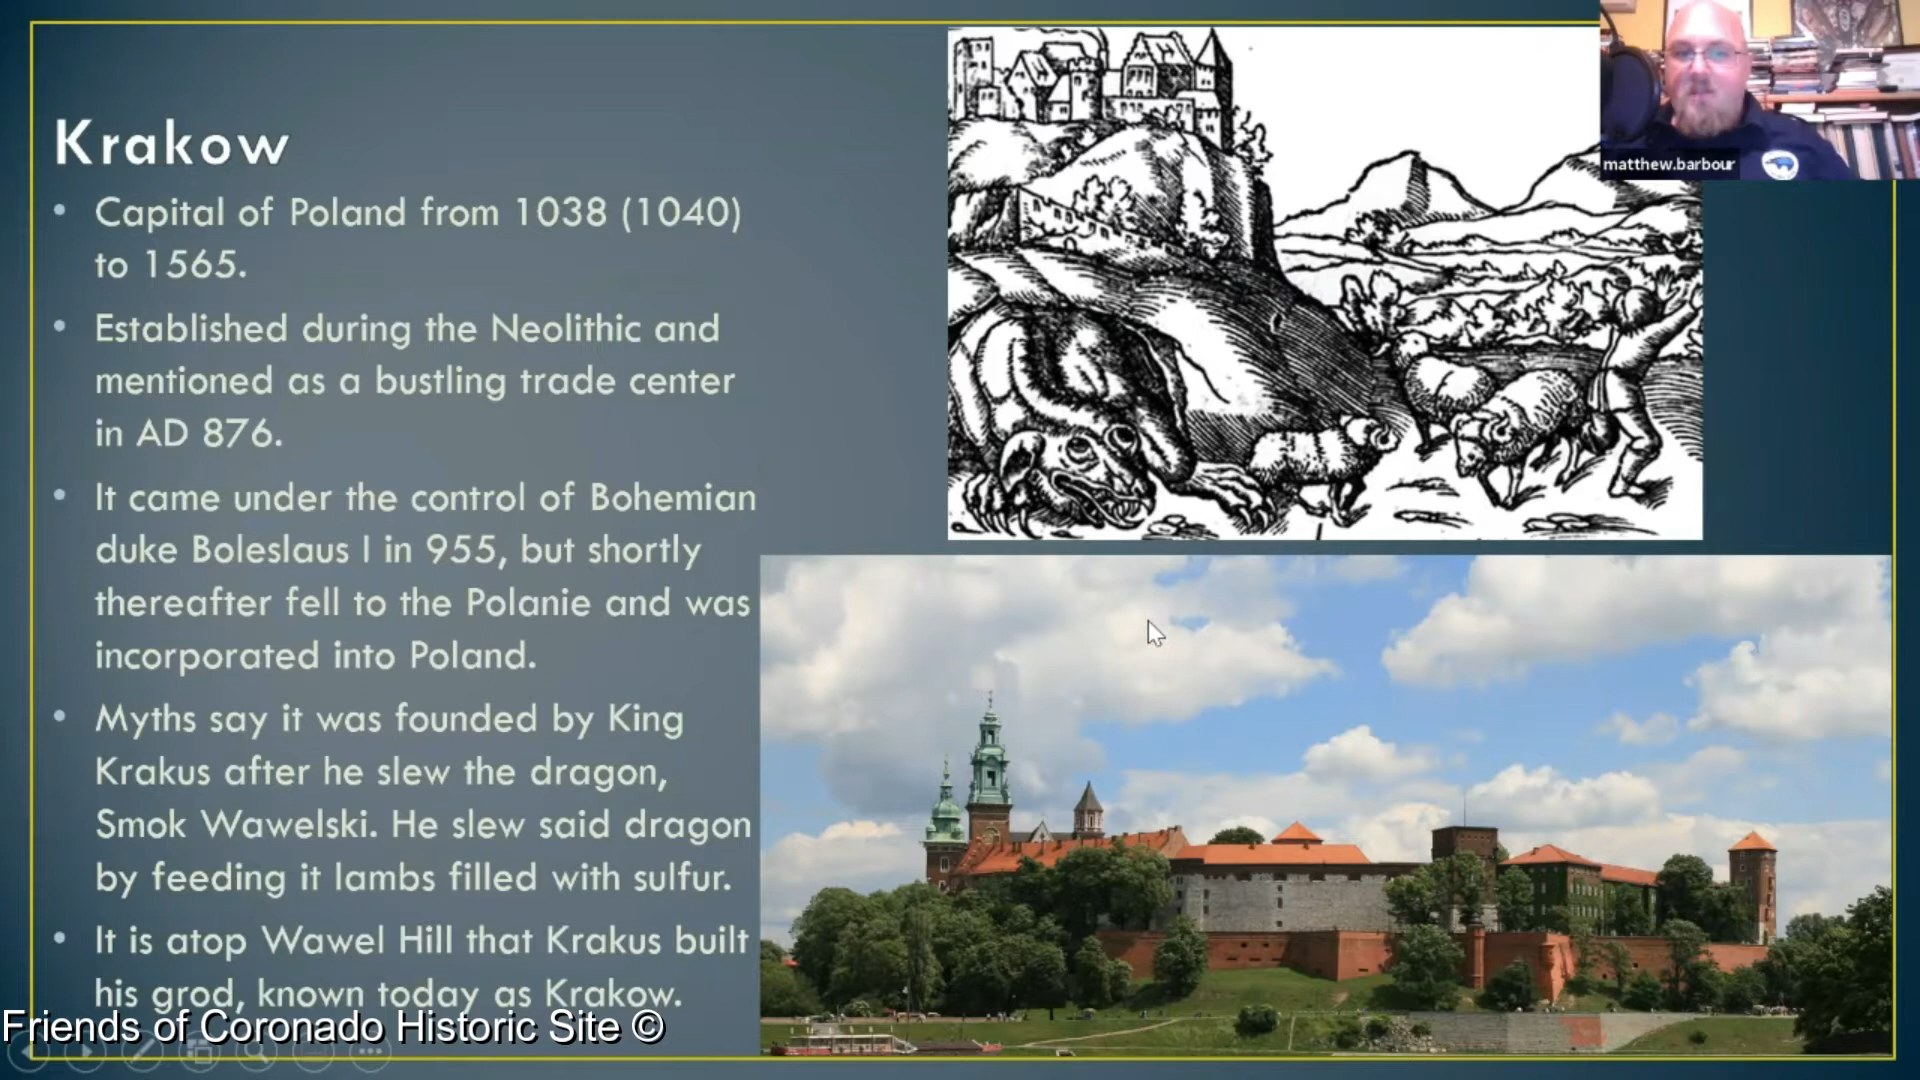 Krakow
• Capital of Poland from 1038 (1040)
to 1565.
• Established during the Neolithic and
mentioned as a bustling trade center
in AD 876.
• It came under the control of Bohemian
duke Boleslaus I in 955, but shortly
thereafter fell to the Polanie and was
incorporated into Poland.
• Myths say it was founded by King
Krakus after he slew the dragon,
Smok Wawelski. He slew said dragon
by feeding it lambs filled with sulfur.
• It is atop Wawel Hill that Krakus built
his grod, known today as Krakow.
matthew.barbour
Friends of Coronado Historic Site ©